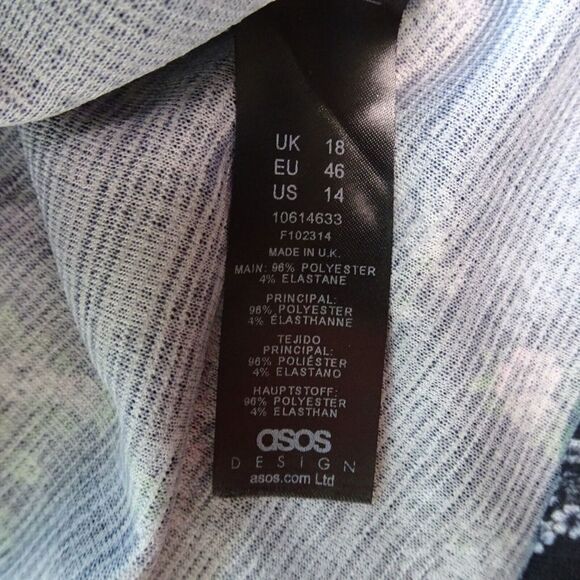 UK 18
EU 46
US 14
10614633
F102314
MADE IN U.K.
MAIN: 96% POLYESTER
4% ELASTANE
PRINCIPAL:
96% POLYESTER
4% ELASTHANNE
TEJIDO
PRINCIPAL:
96% POLIÉSTER
4% ELASTANO
HAUPTSTOFF:
96% POLYESTER
4% ELASTHAN
asos
DESIGN
asos.com Ltd